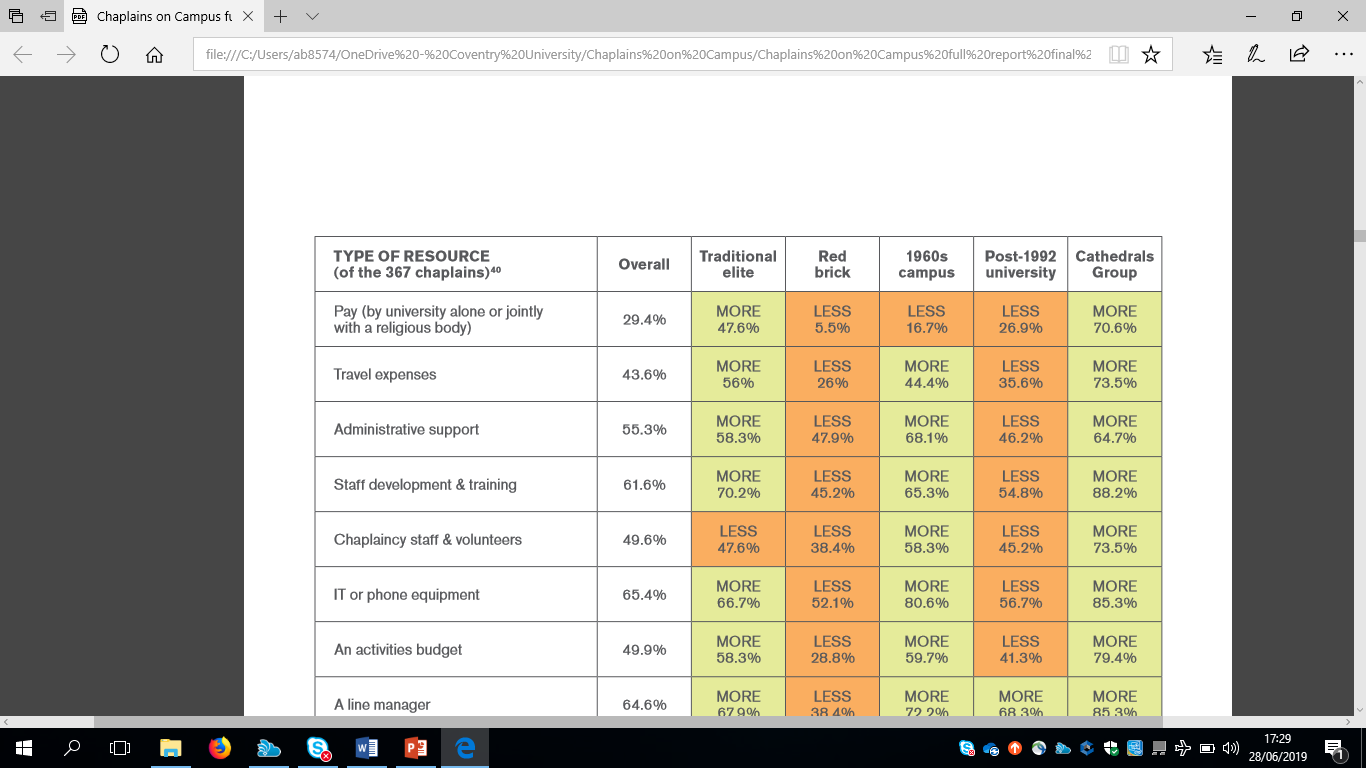 Chaplains on Campus fu
file:///C:/Users/ab8574/OneDrive%20-%20Coventry%20University/Chaplains%20on%20Campus/Chaplains%20on%20Campus%20full%20report%20final%2
TYPE OF RESOURCE
(of the 367 chaplains)⁴⁰
Overall
Traditional
elite
Red
brick
1960s
campus
Post-1992
university
Cathedrals
Group
Pay (by university alone or jointly
with a religious body)
29.4%
MORE
47.6%
LESS
5.5%
LESS
16.7%
LESS
26.9%
MORE
70.6%
Travel expenses
43.6%
MORE
56%
LESS
26%
MORE
44.4%
LESS
35.6%
MORE
73.5%
Administrative support
55.3%
MORE
58.3%
LESS
47.9%
MORE
68.1%
LESS
46.2%
MORE
64.7%
Staff development & training
61.6%
MORE
70.2%
LESS
45.2%
MORE
65.3%
LESS
54.8%
MORE
88.2%
Chaplaincy staff & volunteers
49.6%
LESS
47.6%
LESS
38.4%
MORE
58.3%
LESS
45.2%
MORE
73.5%
IT or phone equipment
65.4%
MORE
66.7%
LESS
52.1%
MORE
80.6%
LESS
56.7%
MORE
85.3%
An activities budget
49.9%
MORE
58.3%
LESS
28.8%
MORE
59.7%
LESS
41.3%
MORE
79.4%
A line manager
64.6%
MORE
67.9%
LESS
38.4%
MORE
72.2%
MORE
68.3%
MORE
85.3%
17:29
28/06/2019